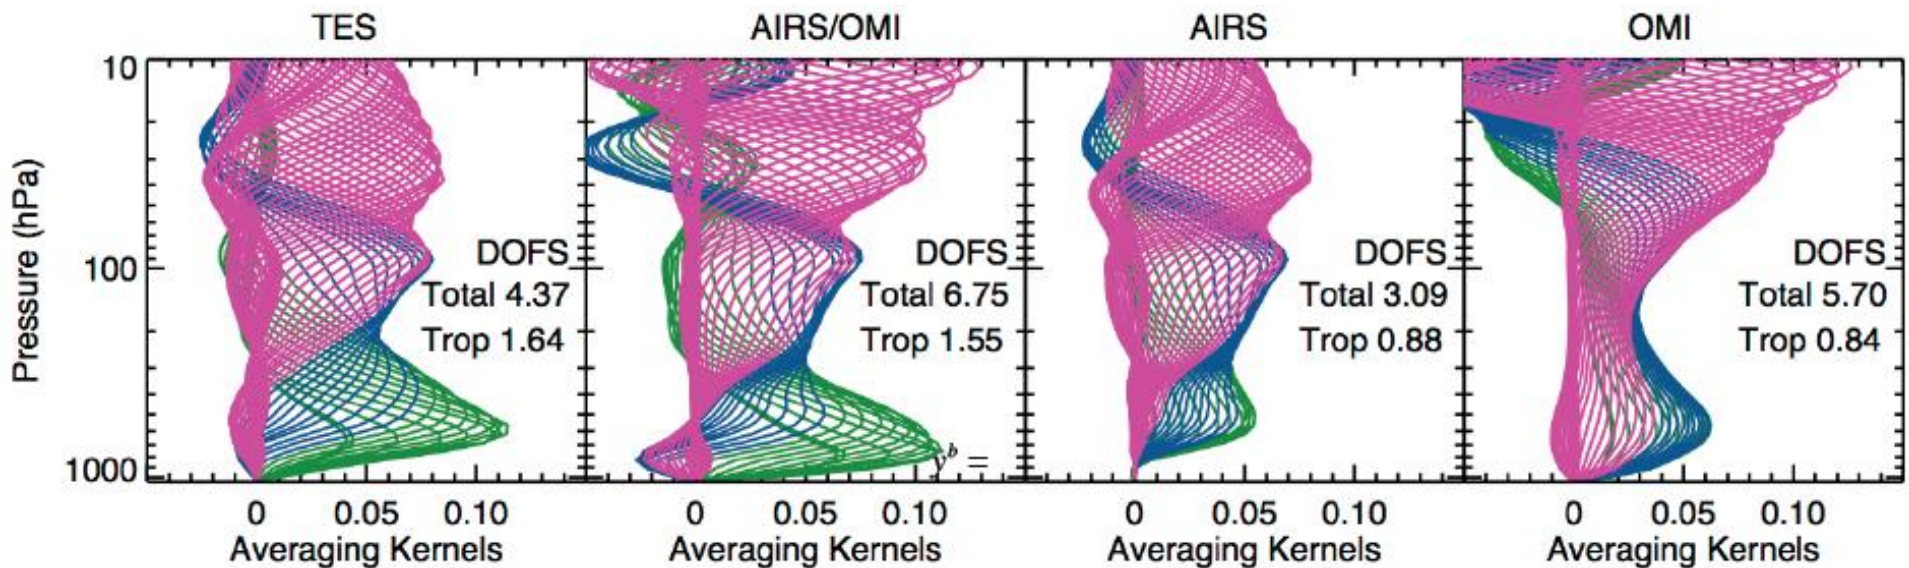 TES
AIRS/OMI
AIRS
OMI
Pressure (hPa)
10
100
1000
DOFS
Total 4.37
Trop 1.64
DOFS
Total 6.75
Trop 1.55
DOFS
Total 3.09
Trop 0.88
DOFS
Total 5.70
Trop 0.84
y^b =
0 0.05 0.10
0 0.05 0.10
0 0.05 0.10
0 0.05 0.10
Averaging Kernels
Averaging Kernels
Averaging Kernels
Averaging Kernels